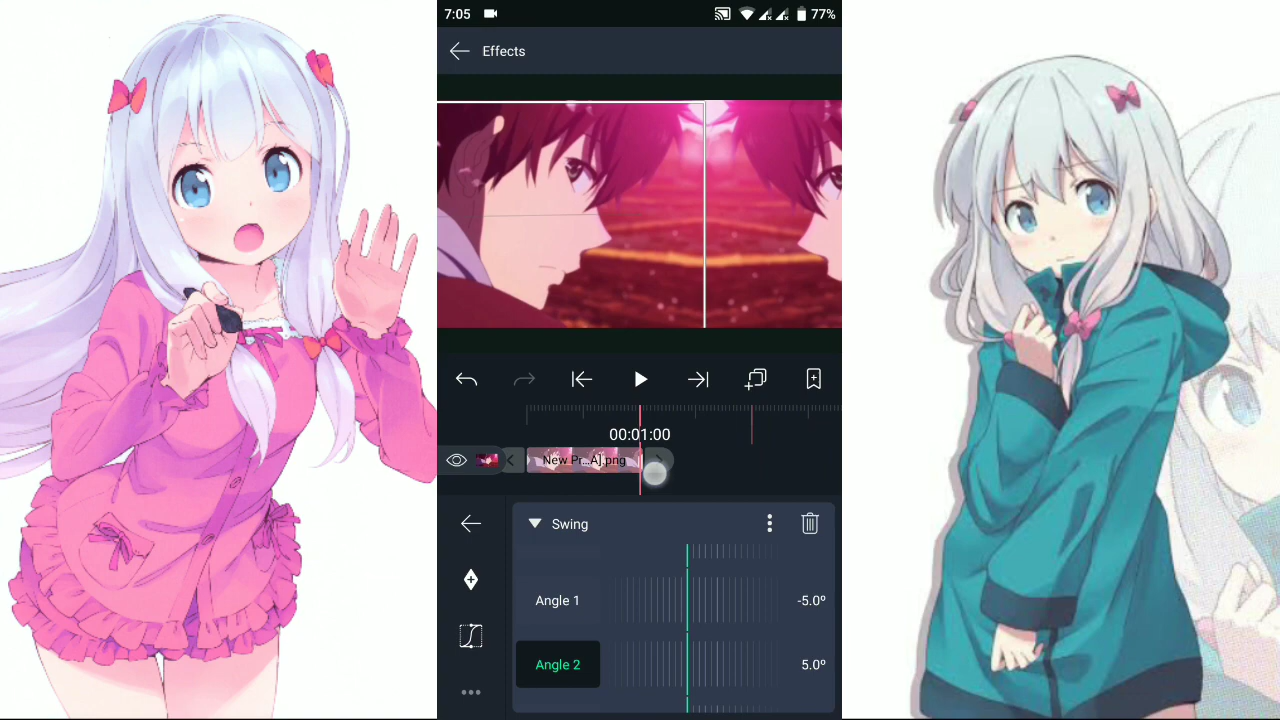 7:05
77%
Effects
00:01:00
New Pr...A].png
Swing
Angle 1
-5.0º
Angle 2
5.0º